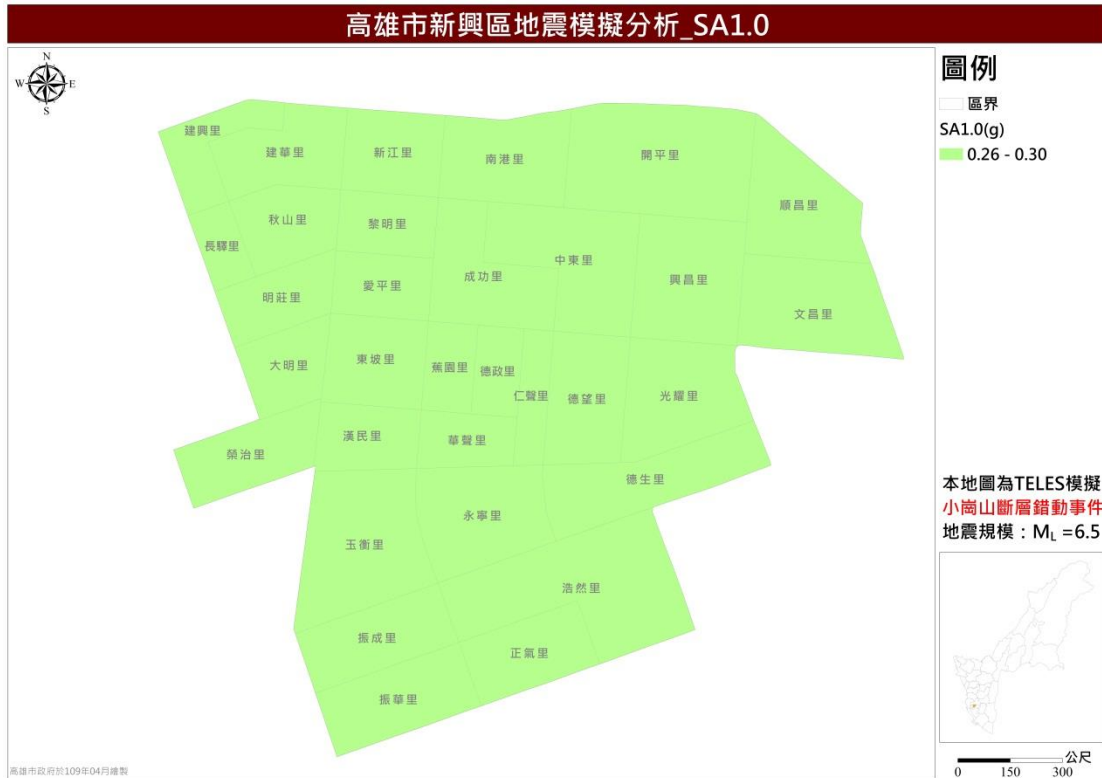 高雄市新興區地震模擬分析_SA1.0
N
W
E
S
圖例
區界
SA1.0(g)
0.26 - 0.30
建興里
建華里
新江里
南港里
開平里
順昌里
秋山里
黎明里
長驛里
中東里
成功里
興昌里
明莊里
愛平里
文昌里
大明里
東坡里
蕉園里
德政里
仁聲里
德望里
光耀里
漢民里
華聲里
榮治里
德生里
永寧里
玉衡里
浩然里
振成里
正氣里
振華里
本地圖為TELES模擬
小崗山斷層錯動事件
地震規模：ML =6.5
公尺
0 150 300
高雄市政府於109年04月繪製